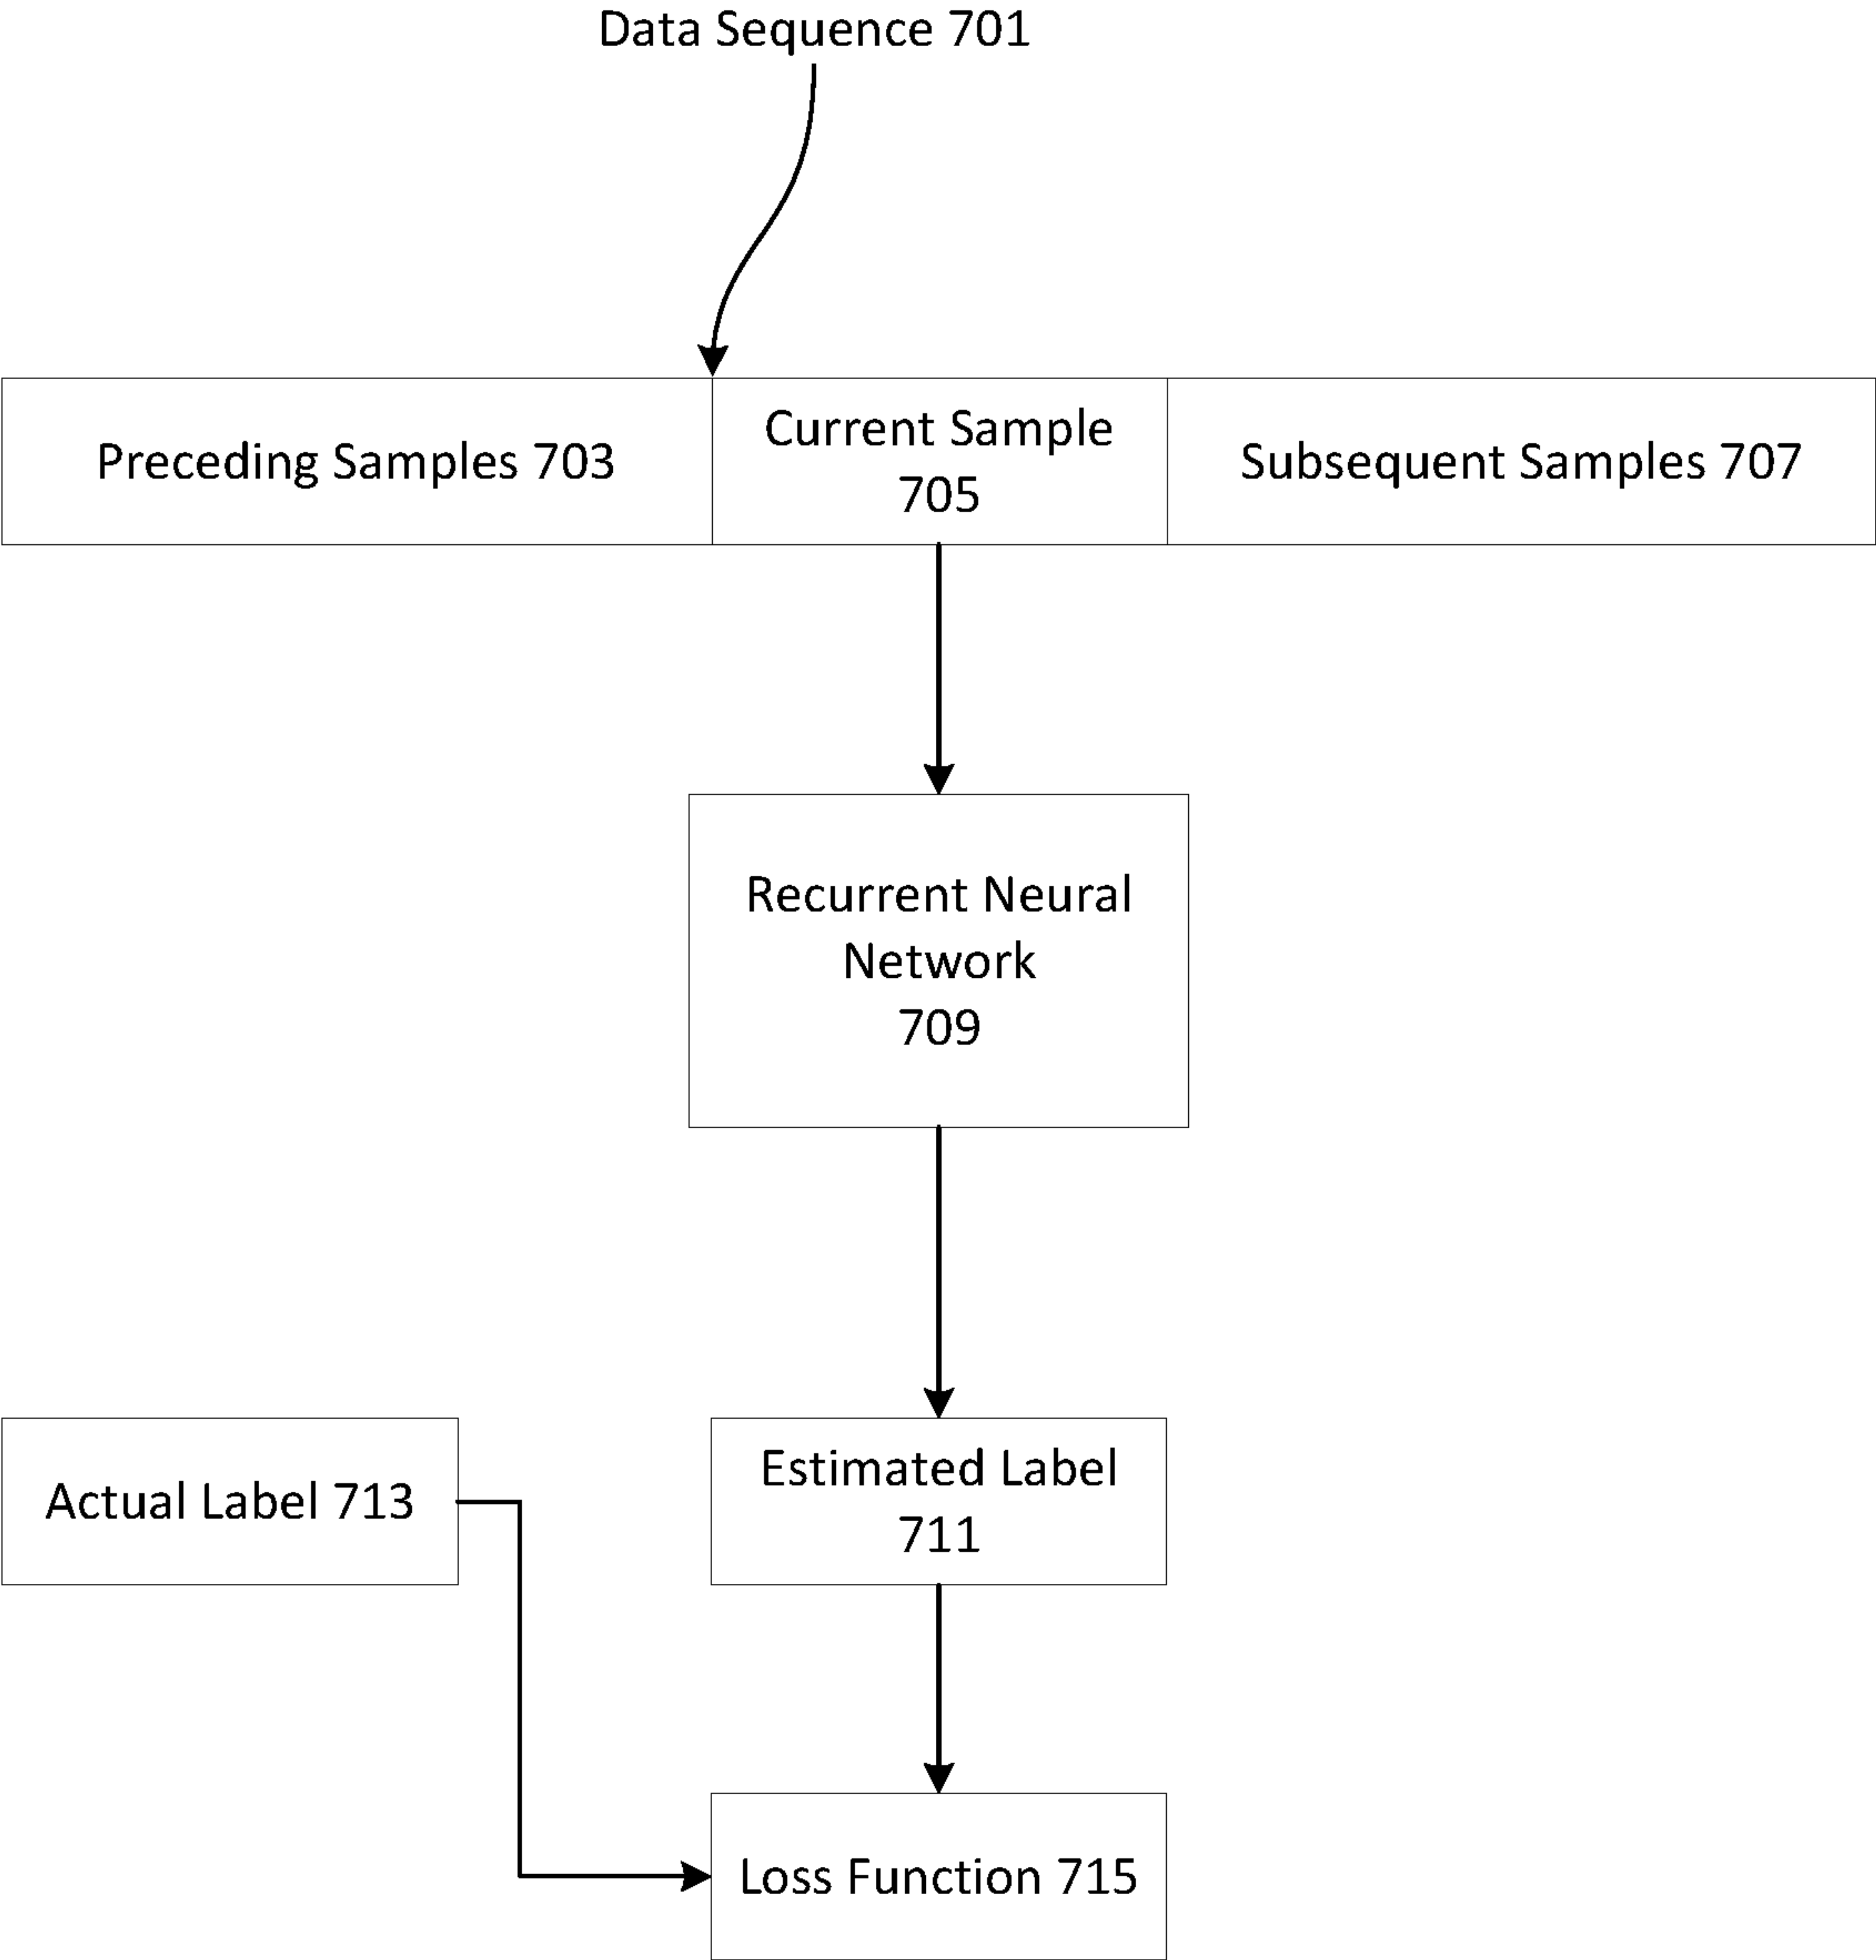 Data Sequence 701
Preceding Samples 703
Current Sample
705
Subsequent Samples 707
Recurrent Neural
Network
709
Actual Label 713
Estimated Label
711
Loss Function 715